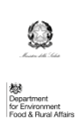 Ministero della Salute
Department
for Environment
Food & Rural Affairs